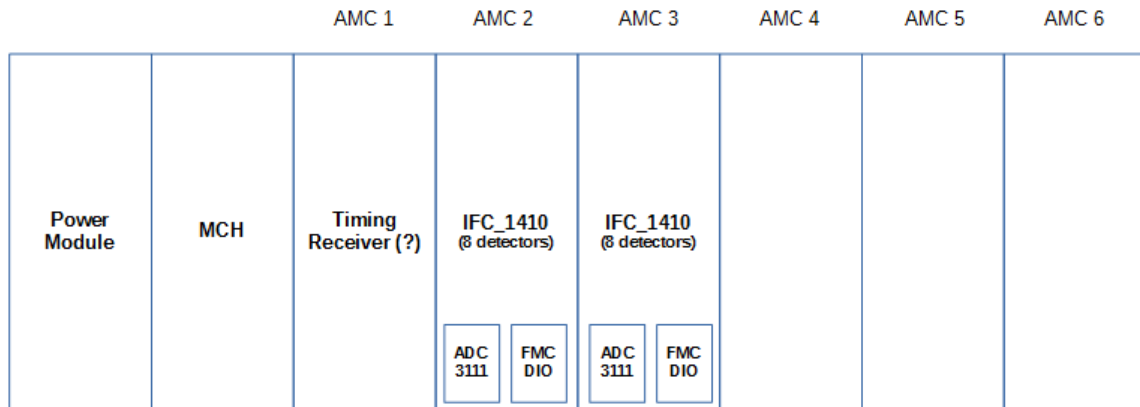 AMC 1 AMC 2 AMC 3 AMC 4 AMC 5 AMC 6
Power
Module
MCH
Timing
Receiver (?)
IFC_1410
(8 detectors)
IFC_1410
(8 detectors)
ADC
3111
FMC
DIO
ADC
3111
FMC
DIO